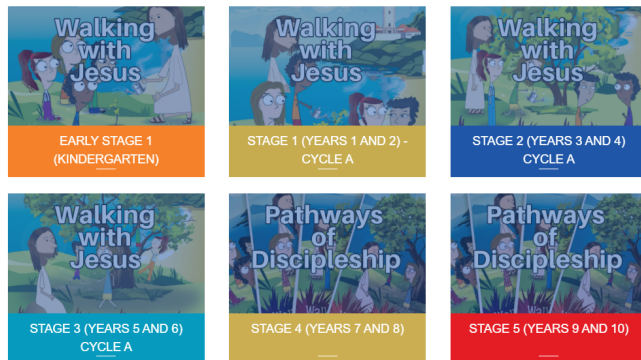 Walking
with
Jesus
EARLY STAGE 1
(KINDERGARTEN)
Walking
with
Jesus
STAGE 1 (YEARS 1 AND 2) -
CYCLE A
Walking
with
Jesus
STAGE 2 (YEARS 3 AND 4)
CYCLE A
Walking
with
Jesus
STAGE 3 (YEARS 5 AND 6)
CYCLE A
Pathways
of
Discipleship
STAGE 4 (YEARS 7 AND 8)
Pathways
of
Discipleship
STAGE 5 (YEARS 9 AND 10)